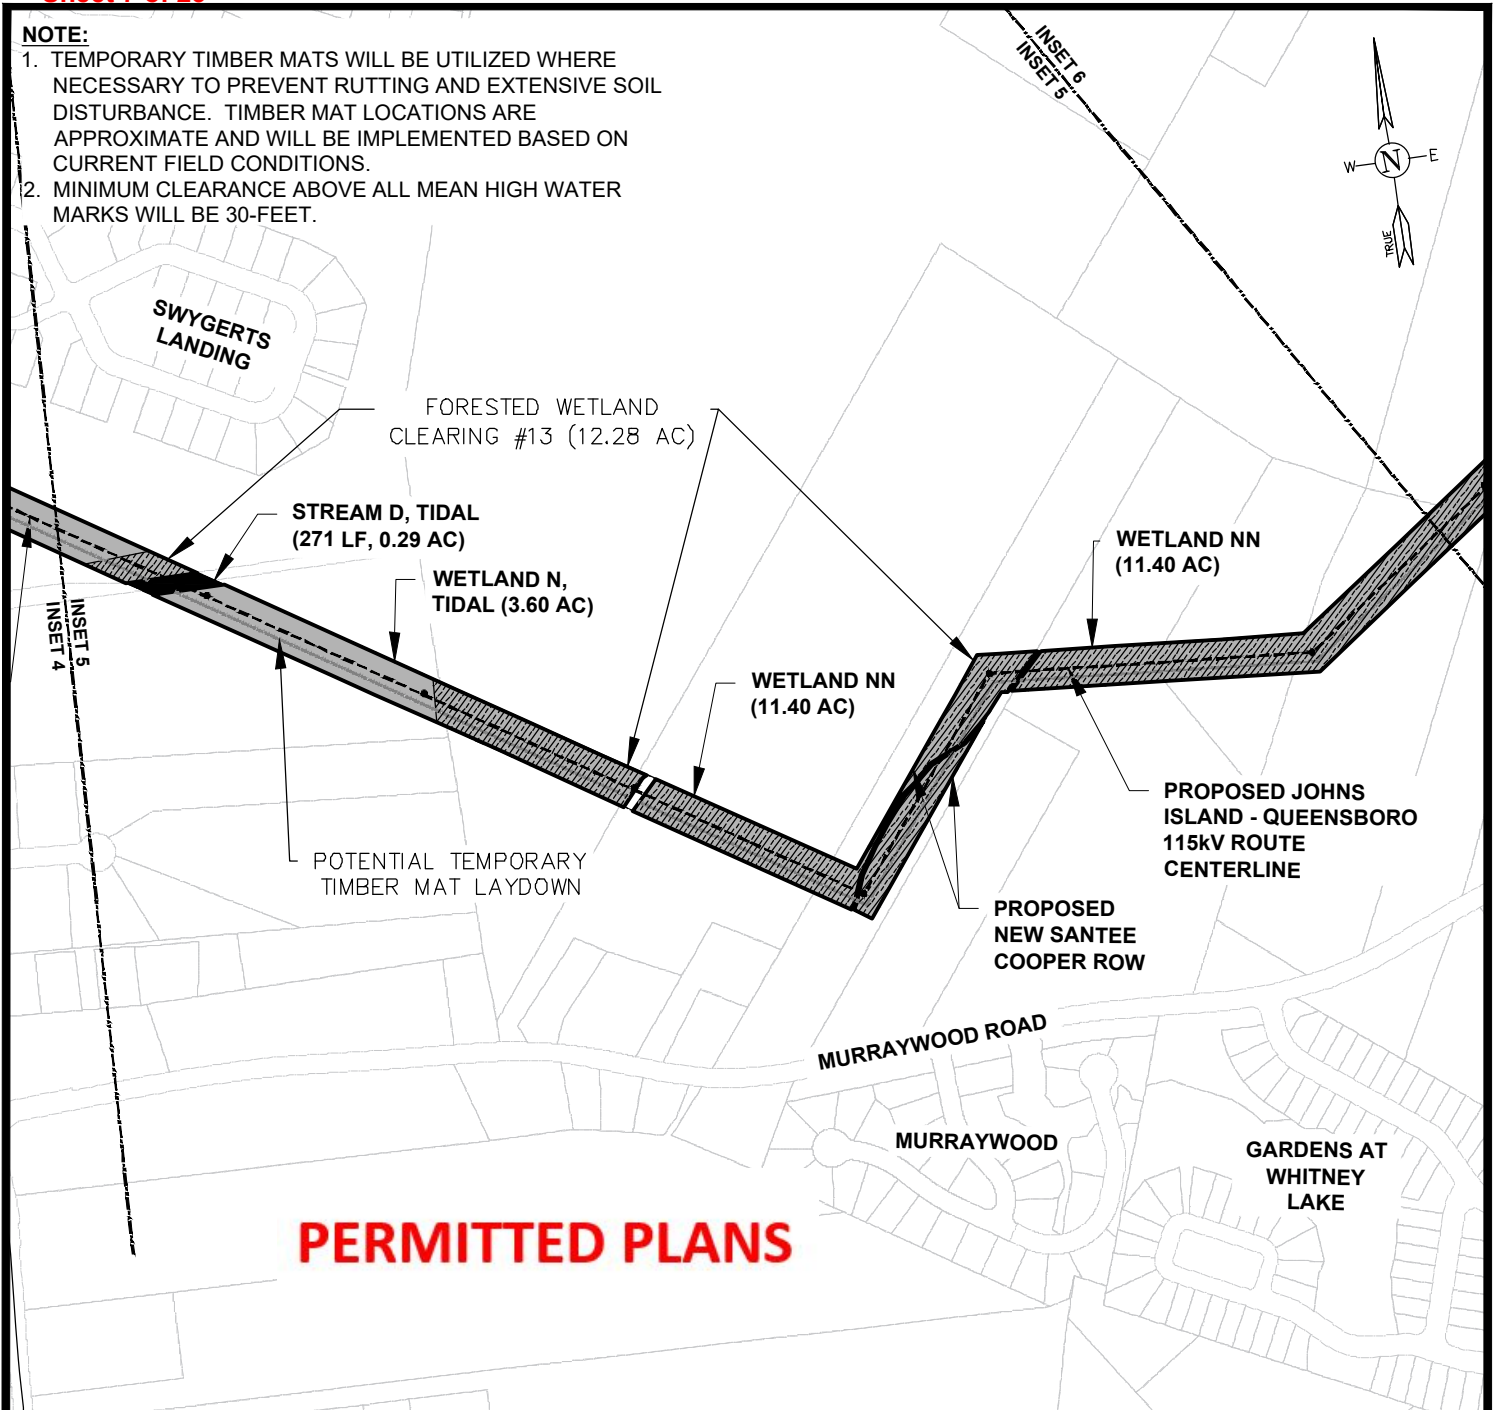 NOTE:
1. TEMPORARY TIMBER MATS WILL BE UTILIZED WHERE
NECESSARY TO PREVENT RUTTING AND EXTENSIVE SOIL
DISTURBANCE. TIMBER MAT LOCATIONS ARE
APPROXIMATE AND WILL BE IMPLEMENTED BASED ON
CURRENT FIELD CONDITIONS.
2. MINIMUM CLEARANCE ABOVE ALL MEAN HIGH WATER
MARKS WILL BE 30-FEET.
INSET 6
INSET 5
N
W
E
TRUE
SWYGERTS
LANDING
FORESTED WETLAND
CLEARING #13 (12.28 AC)
STREAM D, TIDAL
(271 LF, 0.29 AC)
WETLAND N,
TIDAL (3.60 AC)
WETLAND NN
(11.40 AC)
WETLAND NN
(11.40 AC)
INSET 5
INSET 4
PROPOSED JOHNS
ISLAND - QUEENSBORO
115kV ROUTE
CENTERLINE
POTENTIAL TEMPORARY
TIMBER MAT LAYDOWN
PROPOSED
NEW SANTEE
COOPER ROW
MURRAYWOOD ROAD
MURRAYWOOD
GARDENS AT
WHITNEY
LAKE
PERMITTED PLANS